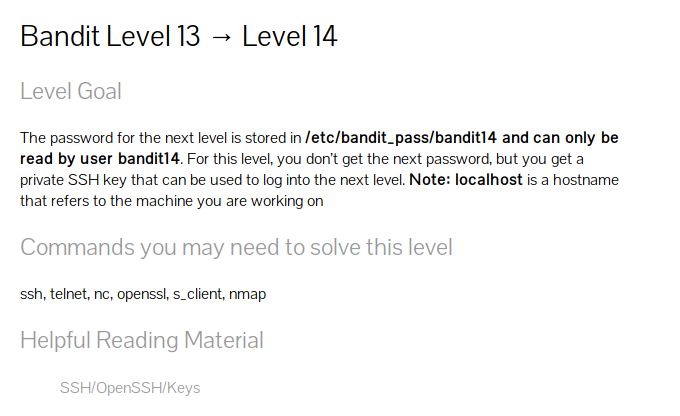 Bandit Level 13 → Level 14
Level Goal
The password for the next level is stored in /etc/bandit_pass/bandit14 and can only be
read by user bandit14. For this level, you don't get the next password, but you get a
private SSH key that can be used to log into the next level. Note: localhost is a hostname
that refers to the machine you are working on
Commands you may need to solve this level
ssh, telnet, nc, openssl, s_client, nmap
Helpful Reading Material
SSH/OpenSSH/Keys